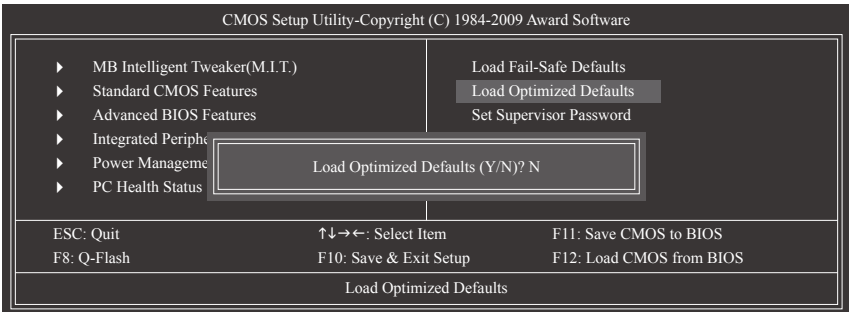 CMOS Setup Utility-Copyright (C) 1984-2009 Award Software
MB Intelligent Tweaker(M.I.T.)
Standard CMOS Features
Advanced BIOS Features
Integrated
Power
PC Health Status
Load Fail-Safe Defaults
Load Optimized Defaults
Set Supervisor Password
Load Optimized Defaults (Y/N)? N
ESC: Quit
↑↓→←: Select Item
F11: Save CMOS to BIOS
F8: Q-Flash
F10: Save & Exit Setup
F12: Load CMOS from BIOS
Load Optimized Defaults